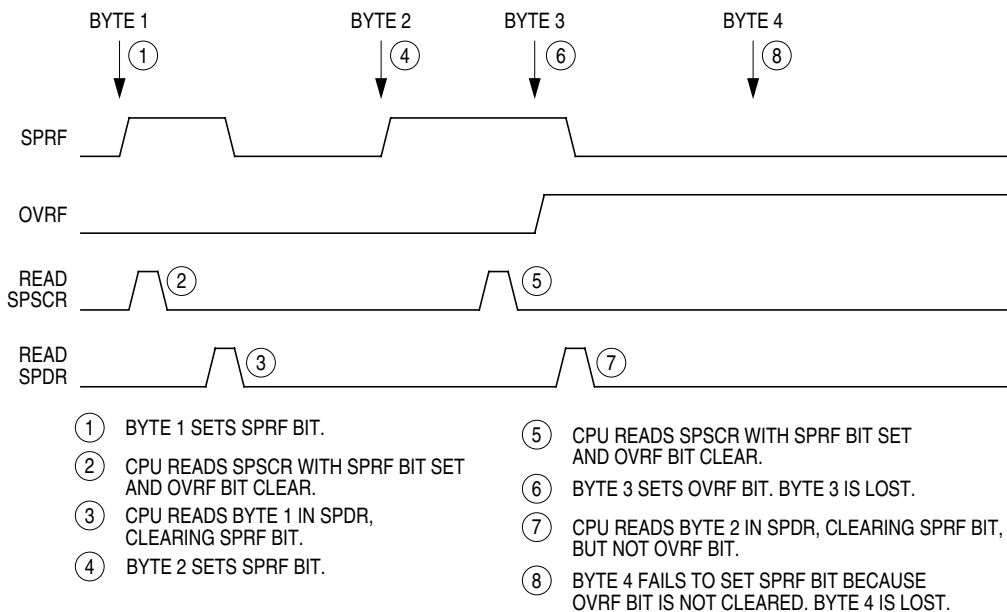 BYTE 1 BYTE 2 BYTE 3 BYTE 4
1 4 6 8
SPRF
OVRF
READ
SPSCR
2 5
READ
SPDR
3 7
1 BYTE 1 SETS SPRF BIT.
2 CPU READS SPSCR WITH SPRF BIT SET
AND OVRF BIT CLEAR.
3 CPU READS BYTE 1 IN SPDR,
CLEARING SPRF BIT.
4 BYTE 2 SETS SPRF BIT.
5 CPU READS SPSCR WITH SPRF BIT SET
AND OVRF BIT CLEAR.
6 BYTE 3 SETS OVRF BIT. BYTE 3 IS LOST.
7 CPU READS BYTE 2 IN SPDR, CLEARING SPRF BIT,
BUT NOT OVRF BIT.
8 BYTE 4 FAILS TO SET SPRF BIT BECAUSE
OVRF BIT IS NOT CLEARED. BYTE 4 IS LOST.